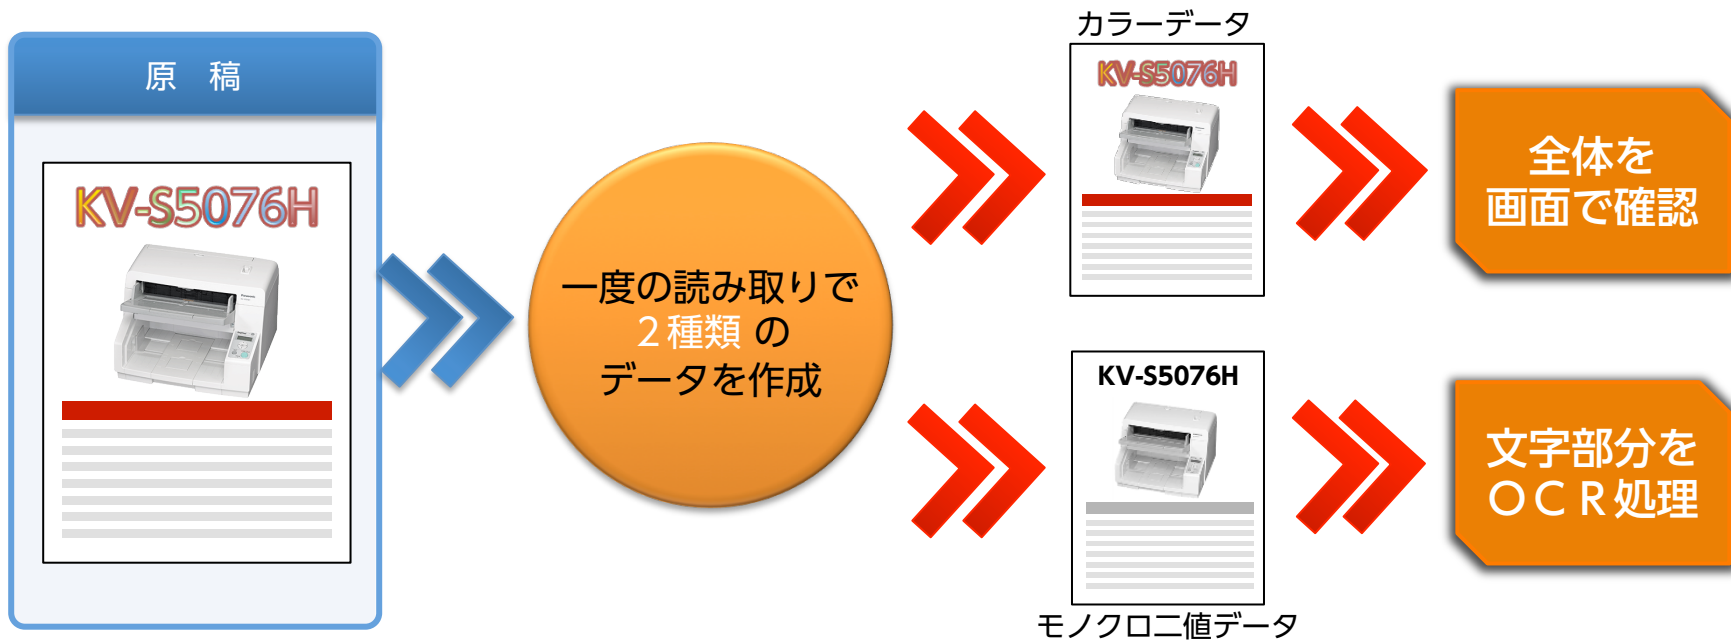 原 稿
KV-S5076H
一度の読み取りで
２種類 の
データを作成
カラーデータ
KV-S5076H
全体を
画面で確認
KV-S5076H
モノクロ二値データ
文字部分を
ＯＣＲ処理